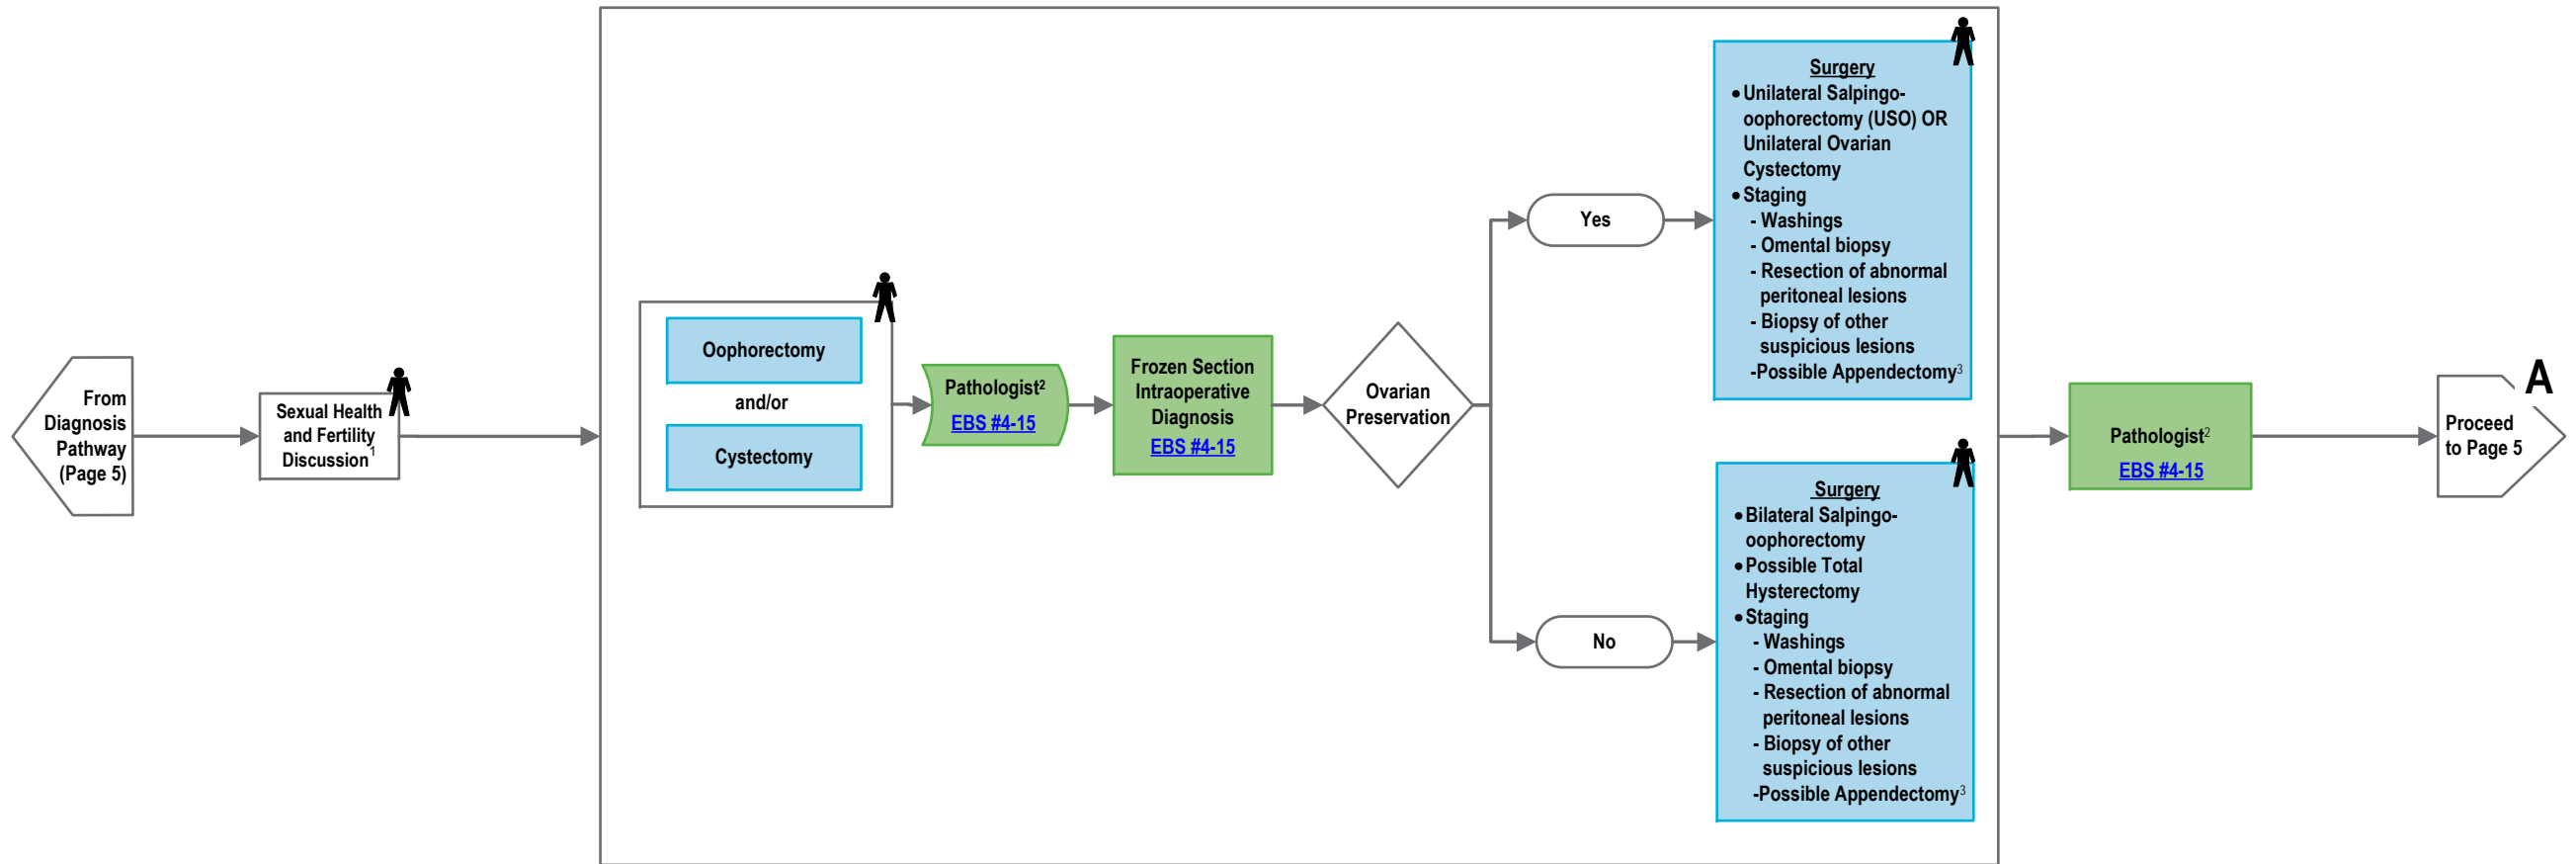 From
Diagnosis
Pathway
(Page 5)
Sexual Health
and Fertility
Discussion1
Oophorectomy
and/or
Cystectomy
Pathologist2
EBS #4-15
Frozen Section
Intraoperative
Diagnosis
EBS #4-15
Ovarian
Preservation
Yes
Surgery
•Unilateral Salpingo-
oophorectomy (USO) OR
Unilateral Ovarian
Cystectomy
•Staging
- Washings
- Omental biopsy
- Resection of abnormal
peritoneal lesions
- Biopsy of other
suspicious lesions
-Possible Appendectomy3
No
Surgery
•Bilateral Salpingo-
oophorectomy
•Possible Total
Hysterectomy
•Staging
- Washings
- Omental biopsy
- Resection of abnormal
peritoneal lesions
- Biopsy of other
suspicious lesions
-Possible Appendectomy3
Pathologist2
EBS #4-15
A
Proceed
to Page 5